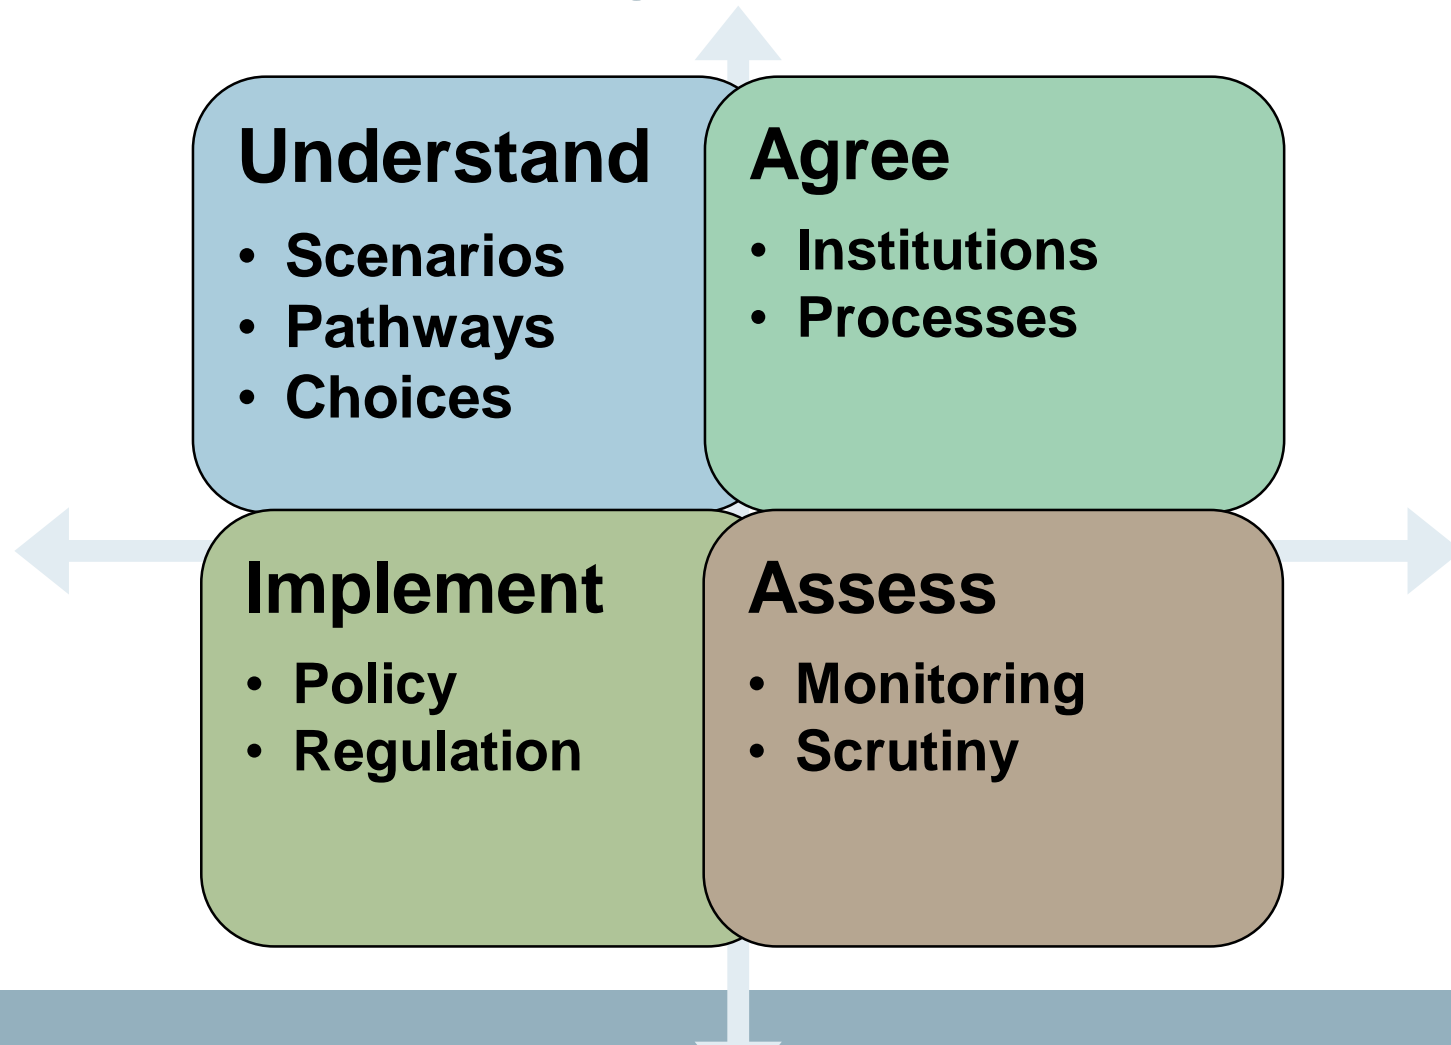 Understand
• Scenarios
• Pathways
• Choices
Agree
• Institutions
• Processes
Implement
• Policy
• Regulation
Assess
• Monitoring
• Scrutiny